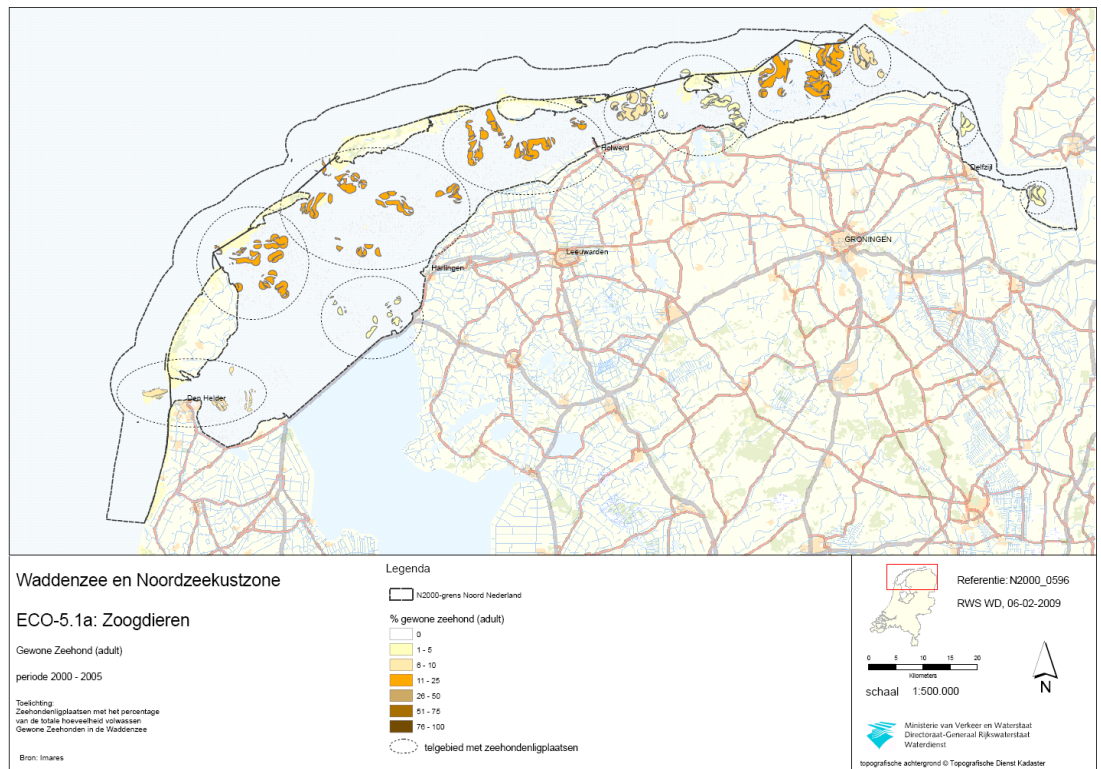 Holwerd
Delfzijl
GRONINGEN
Leeuwarden
Harlingen
Den Helder
Waddenzee en Noordzeekustzone
ECO-5.1a: Zoogdieren
Gewone Zeehond (adult)
periode 2000 - 2005
Toelichting:
Zeehondenligplaatsen met het percentage
van de totale hoeveelheid volwassen
Gewone Zeehonden in de Waddenzee
Bron: Imares
Legenda
N2000-grens Noord Nederland
% gewone zeehond (adult)
0
1 - 5
6 - 10
11 - 25
26 - 50
51 - 75
76 - 100
telgebied met zeehondenligplaatsen
Referentie: N2000_0596
RWS WD, 06-02-2009
0 5 10 15 20
Kilometers
schaal 1:500.000
N
Ministerie van Verkeer en Waterstaat
Directoraat-Generaal Rijkswaterstaat
Waterdienst
topografische achtergrond © Topografische Dienst Kadaster